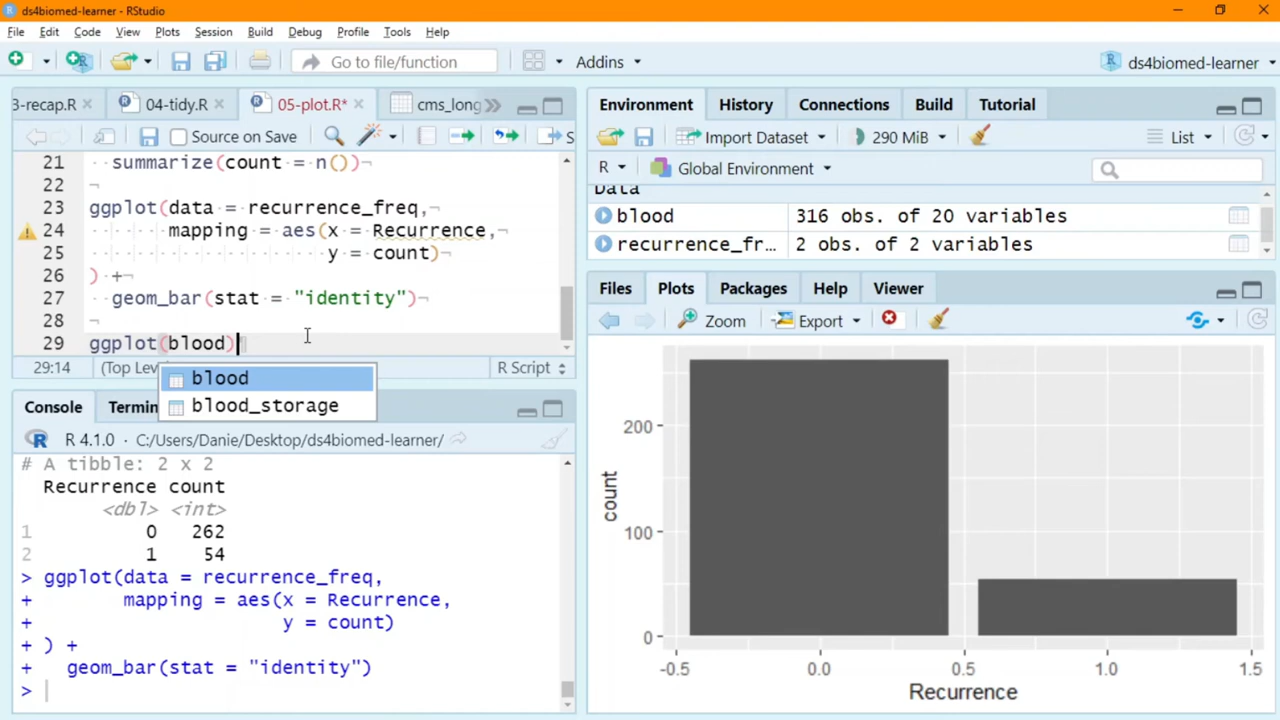 ds4biomed-learner - RStudio
File Edit Code View Plots Session Build Debug Profile Tools Help
Go to file/function Addins ds4biomed-learner
3-recap.R 04-tidy.R 05-plot.R* cms_long
Source on Save S
21 summarize(count = n())
22
23 ggplot(data = recurrence_freq,
24 mapping = aes(x = Recurrence,
25 y = count)
26 ) +
27 geom_bar(stat = "identity")
28
29 ggplot(blood)
29:14 (Top Lev R Script
blood
blood_storage
Console Termin
R 4.1.0 · C:/Users/Danie/Desktop/ds4biomed-learner/
# A tibble: 2 x 2
Recurrence count
<dbl> <int>
1 0 262
2 1 54
> ggplot(data = recurrence_freq,
+ mapping = aes(x = Recurrence,
+ y = count)
+ ) +
+ geom_bar(stat = "identity")
>
Environment History Connections Build Tutorial
Import Dataset 290 MiB List
R Global Environment
Data
blood 316 obs. of 20 variables
recurrence_fr... 2 obs. of 2 variables
Files Plots Packages Help Viewer
Zoom Export
count
200
100
0
-0.5 0.0 0.5 1.0 1.5
Recurrence